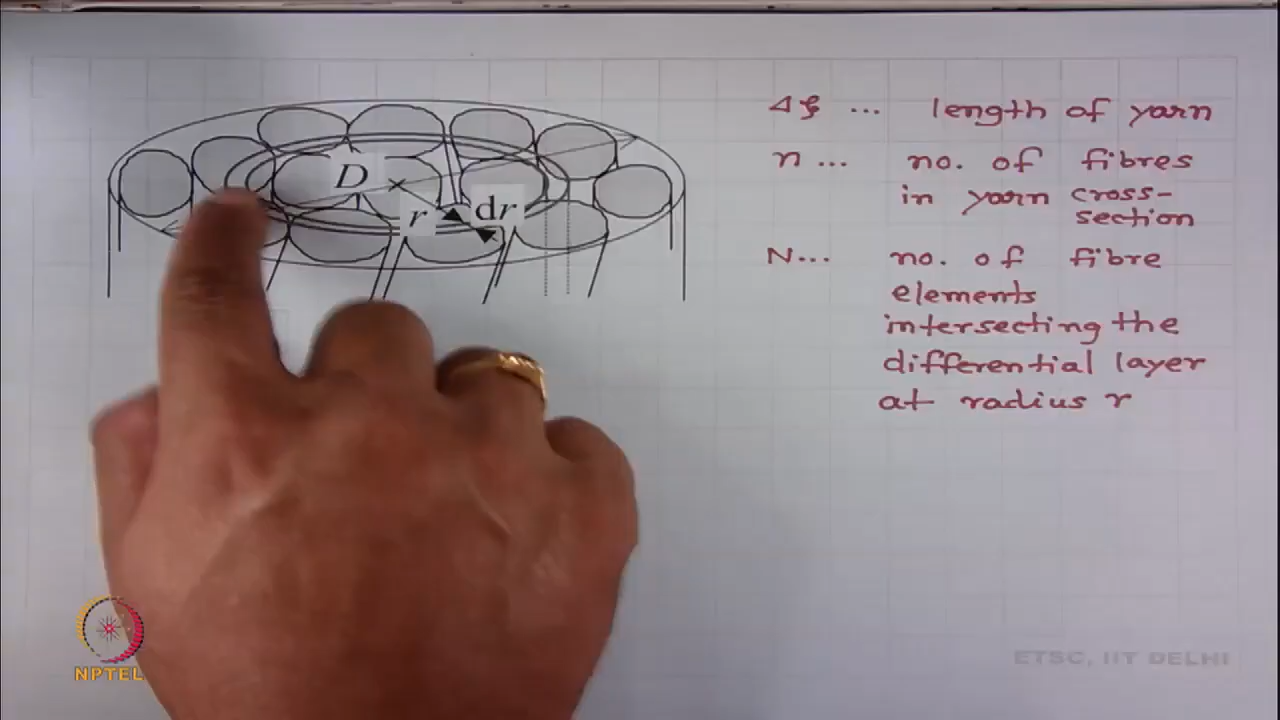 D
r
dr
Δξ ... length of yarn
n ... no. of fibres
in yarn cross-
section
N... no. of fibre
elements
intersecting the
differential layer
at radius r
NPTEL
ETSC, IIT DELHI